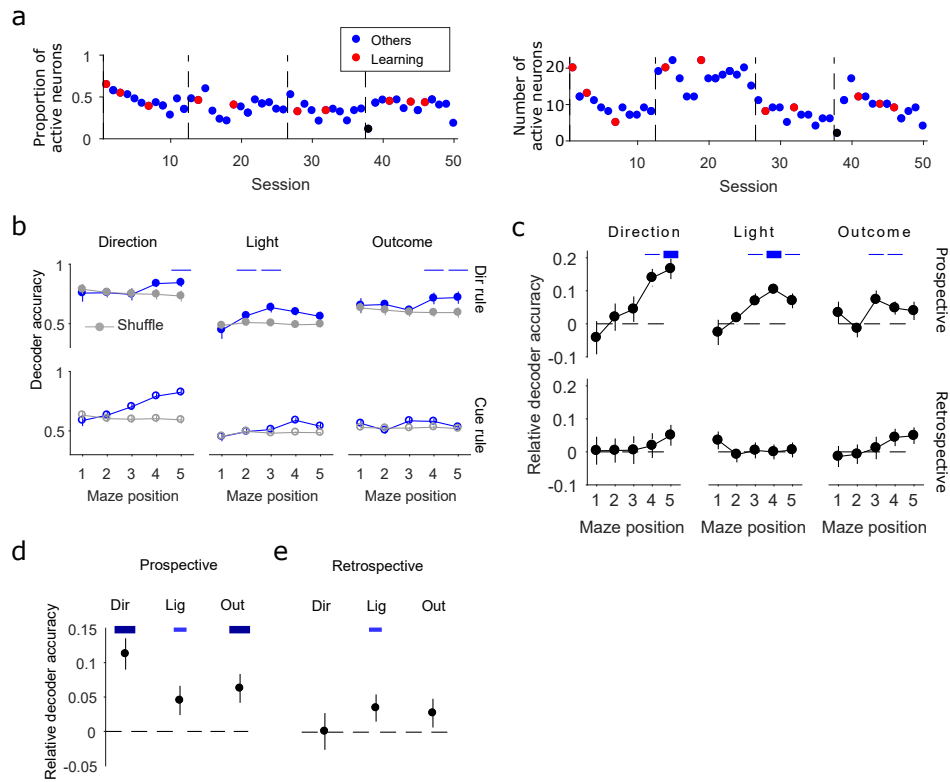 a
Proportion of
active neurons
1
0.5
0
Others
Learning
10
20
30
40
50
Session
Number of
active neurons
20
10
0
10
20
30
40
50
Session
b
Direction
Light
Outcome
Decoder accuracy
1
0.5
Shuffle
Dir rule
1
0.5
Cue rule
1 2 3 4 5
1 2 3 4 5
1 2 3 4 5
Maze position
Maze position
Maze position
c
Direction
Light
Outcome
Relative decoder accuracy
0.2
0.1
0
-0.1
Prospective
0.2
0.1
0
-0.1
Retrospective
1 2 3 4 5
1 2 3 4 5
1 2 3 4 5
Maze position
Maze position
Maze position
d
Prospective
Dir Lig Out
Relative decoder accuracy
0.15
0.1
0.05
0
-0.05
e
Retrospective
Dir Lig Out